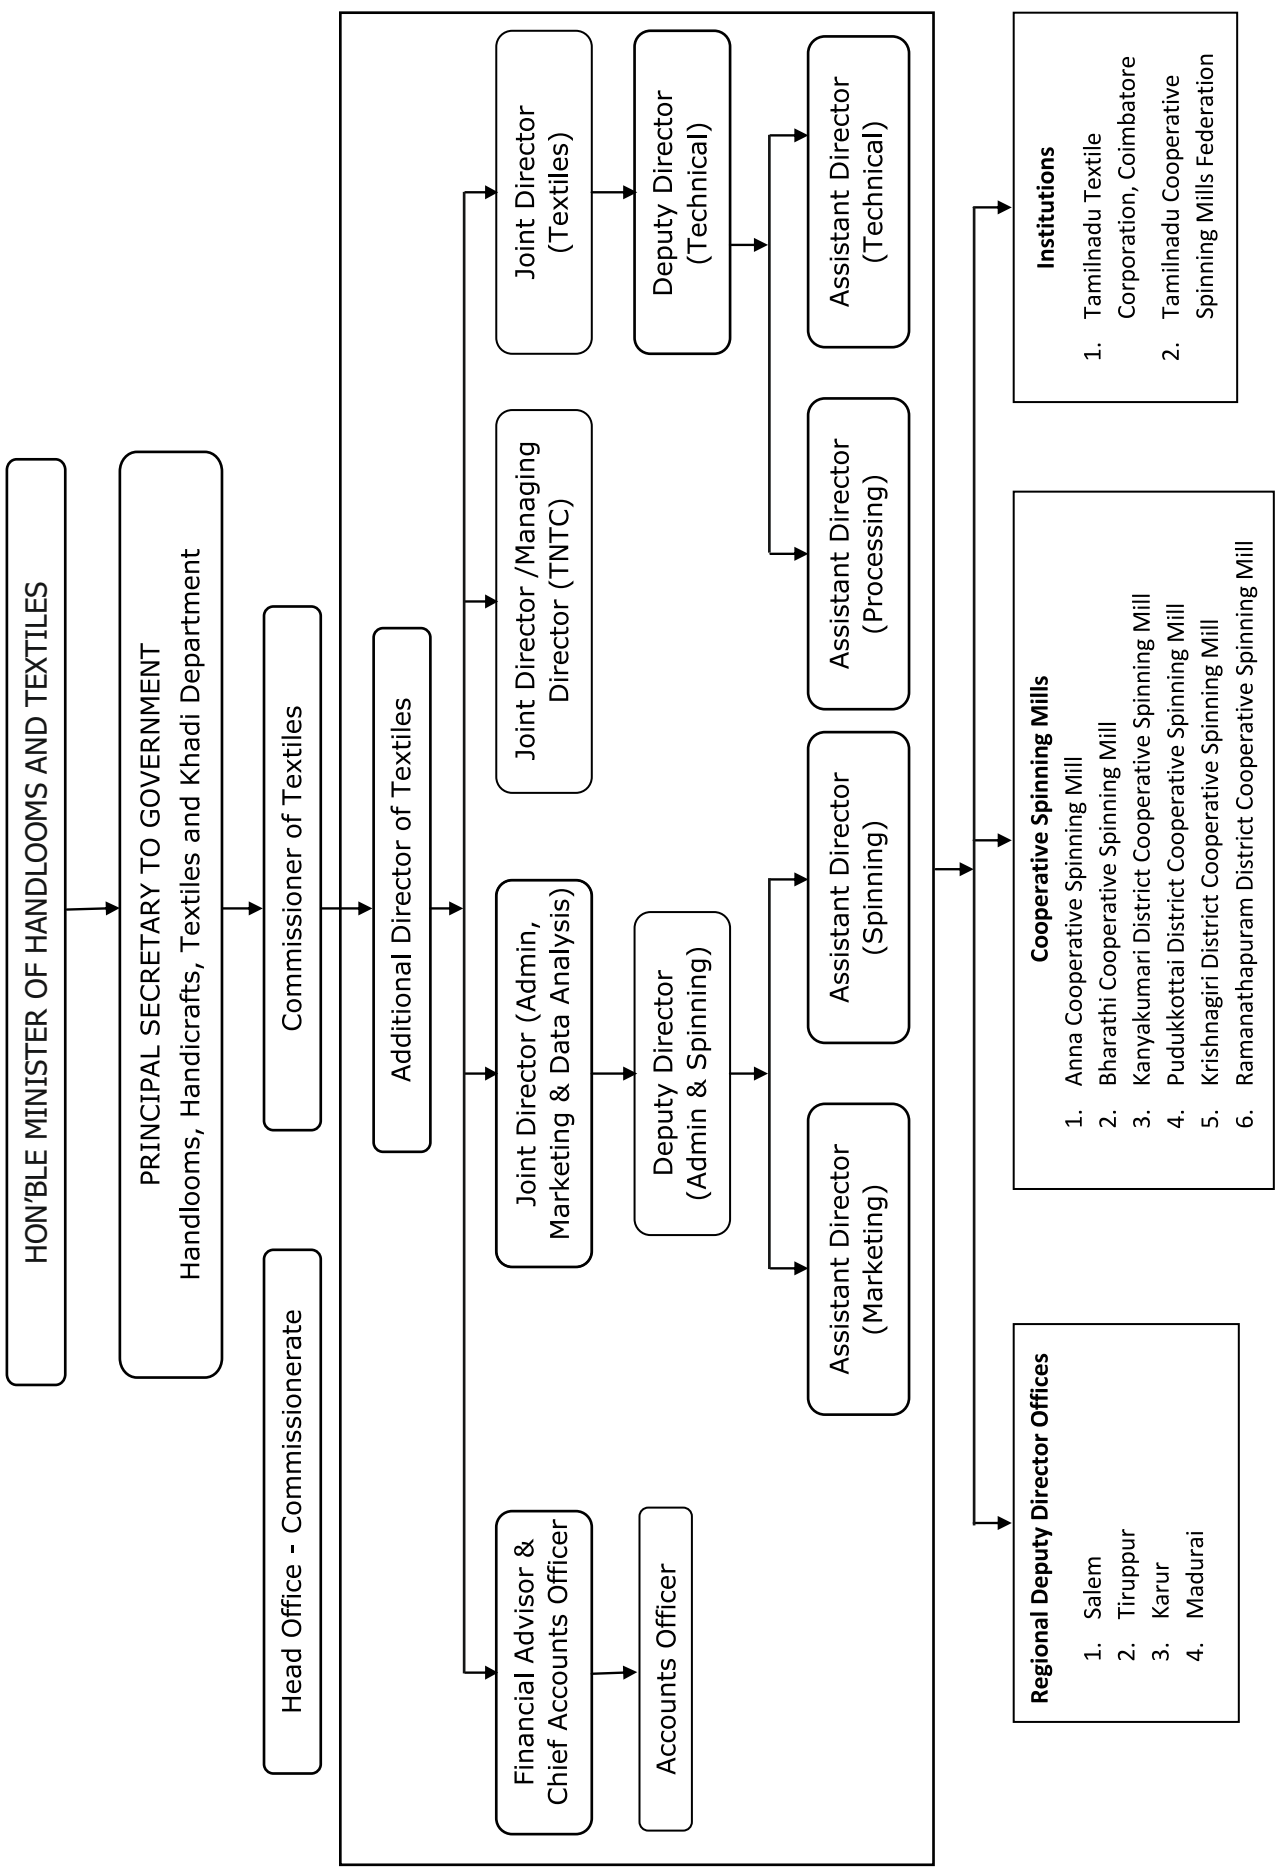 HON'BLE MINISTER OF HANDLOOMS AND TEXTILES
PRINCIPAL SECRETARY TO GOVERNMENT
Handlooms, Handicrafts, Textiles and Khadi Department
Head Office - Commissionerate
Commissioner of Textiles
Additional Director of Textiles
Financial Advisor &
Chief Accounts Officer
Joint Director (Admin,
Marketing & Data Analysis)
Joint Director /Managing
Director (TNTC)
Joint Director
(Textiles)
Accounts Officer
Deputy Director
(Admin & Spinning)
Deputy Director
(Technical)
Assistant Director
(Marketing)
Assistant Director
(Spinning)
Assistant Director
(Processing)
Assistant Director
(Technical)
Regional Deputy Director Offices
1. Salem
2. Tiruppur
3. Karur
4. Madurai
Cooperative Spinning Mills
1. Anna Cooperative Spinning Mill
2. Bharathi Cooperative Spinning Mill
3. Kanyakumari District Cooperative Spinning Mill
4. Pudukkottai District Cooperative Spinning Mill
5. Krishnagiri District Cooperative Spinning Mill
6. Ramanathapuram District Cooperative Spinning Mill
Institutions
1. Tamilnadu Textile
Corporation, Coimbatore
2. Tamilnadu Cooperative
Spinning Mills Federation